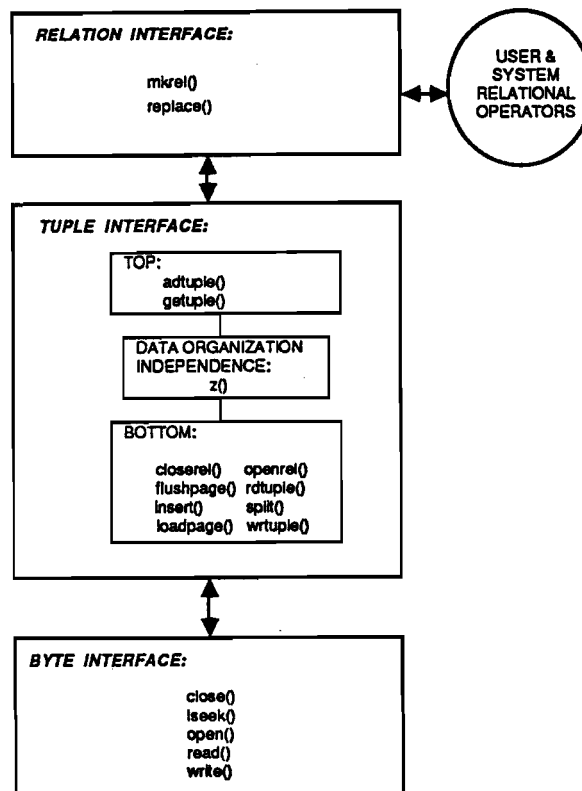 RELATION INTERFACE:
mkrel()
replace()
USER &
SYSTEM
RELATIONAL
OPERATORS
TUPLE INTERFACE:
TOP:
adtuple()
getuple()
DATA ORGANIZATION
INDEPENDENCE:
z()
BOTTOM:
closerel() openrel()
flushpage() rdtuple()
insert() split()
loadpage() wrtuple()
BYTE INTERFACE:
close()
lseek()
open()
read()
write()